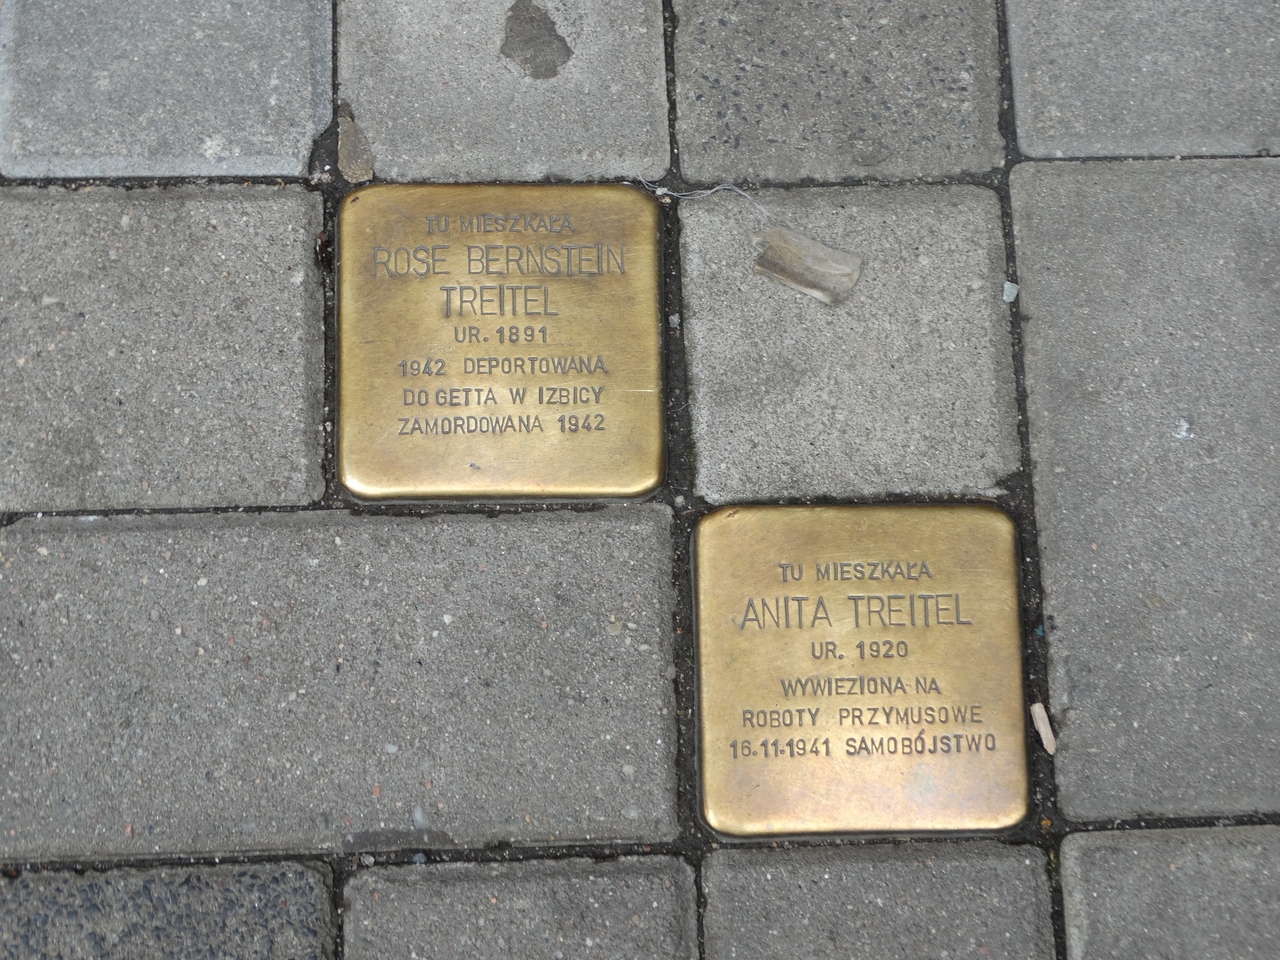 TU MIESZKAŁA
ROSE BERNSTEIN
TREITEL
UR. 1891
1942 DEPORTOWANA
DO GETTA W IZBICY
ZAMORDOWANA 1942
TU MIESZKAŁA
ANITA TREITEL
UR. 1920
WYWIEZIONA NA
ROBOTY PRZYMUSOWE
16.11.1941 SAMOBÓJSTWO